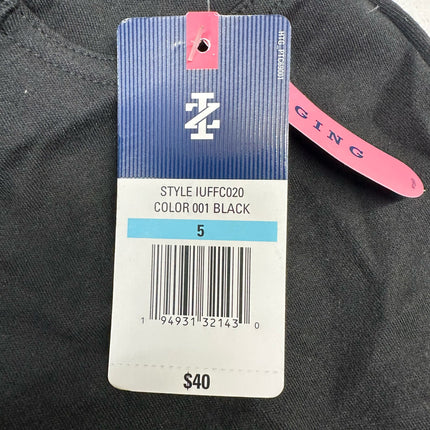 STYLE IUFFC020
COLOR 001 BLACK
5
1 94931 32143 0
$40
GING